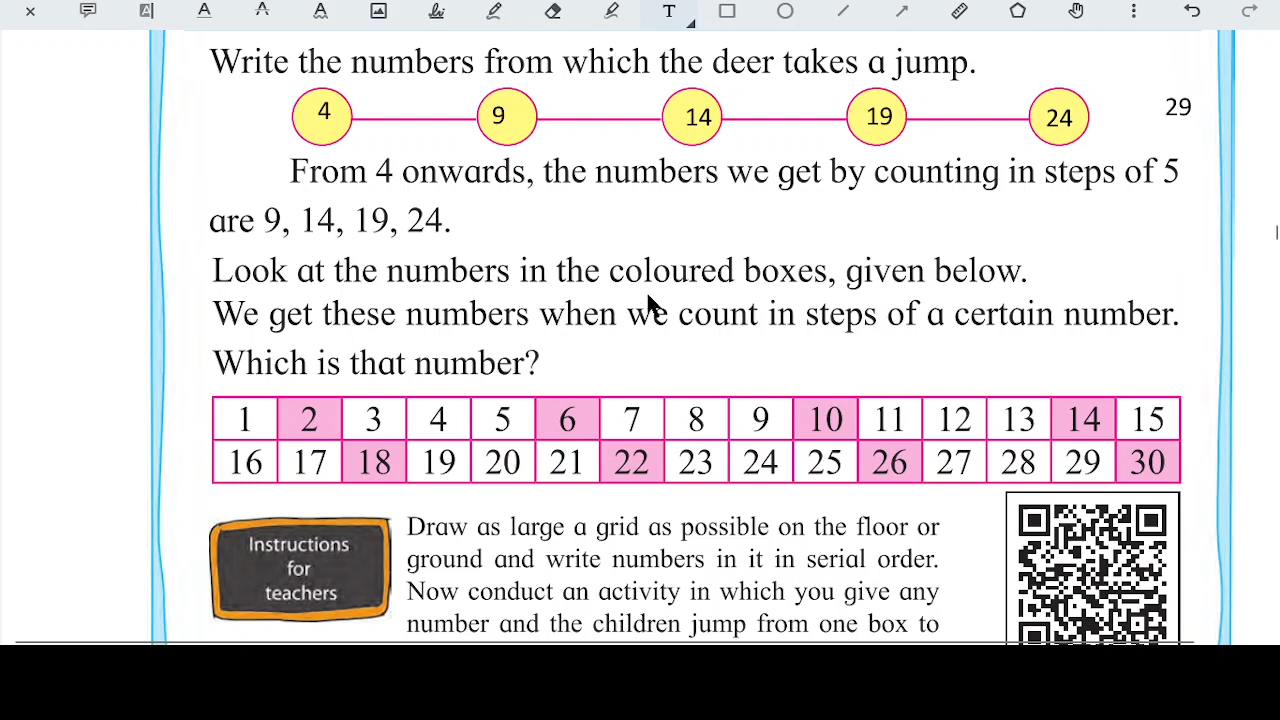 Write the numbers from which the deer takes a jump.
4 9 14 19 24 29
From 4 onwards, the numbers we get by counting in steps of 5
are 9, 14, 19, 24.
Look at the numbers in the coloured boxes, given below.
We get these numbers when we count in steps of a certain number.
Which is that number?
1 2 3 4 5 6 7 8 9 10 11 12 13 14 15
16 17 18 19 20 21 22 23 24 25 26 27 28 29 30
Instructions
for
teachers
Draw as large a grid as possible on the floor or
ground and write numbers in it in serial order.
Now conduct an activity in which you give any
number and the children jump from one box to